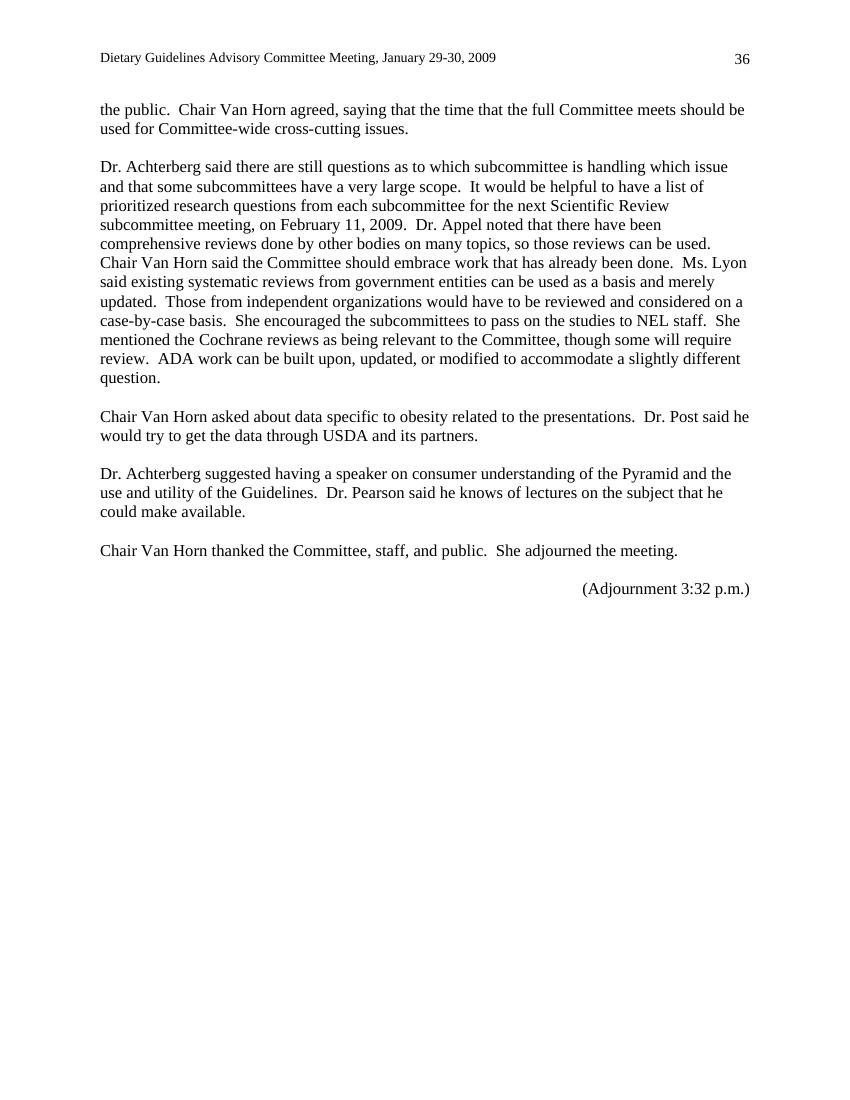 Dietary Guidelines Advisory Committee Meeting, January 29-30, 2009 36
the public.  Chair Van Horn agreed, saying that the time that the full Committee meets should be
used for Committee-wide cross-cutting issues.
Dr. Achterberg said there are still questions as to which subcommittee is handling which issue
and that some subcommittees have a very large scope.  It would be helpful to have a list of
prioritized research questions from each subcommittee for the next Scientific Review
subcommittee meeting, on February 11, 2009.  Dr. Appel noted that there have been
comprehensive reviews done by other bodies on many topics, so those reviews can be used.
Chair Van Horn said the Committee should embrace work that has already been done.  Ms. Lyon
said existing systematic reviews from government entities can be used as a basis and merely
updated.  Those from independent organizations would have to be reviewed and considered on a
case-by-case basis.  She encouraged the subcommittees to pass on the studies to NEL staff.  She
mentioned the Cochrane reviews as being relevant to the Committee, though some will require
review.  ADA work can be built upon, updated, or modified to accommodate a slightly different
question.
Chair Van Horn asked about data specific to obesity related to the presentations.  Dr. Post said he
would try to get the data through USDA and its partners.
Dr. Achterberg suggested having a speaker on consumer understanding of the Pyramid and the
use and utility of the Guidelines.  Dr. Pearson said he knows of lectures on the subject that he
could make available.
Chair Van Horn thanked the Committee, staff, and public.  She adjourned the meeting.
(Adjournment 3:32 p.m.)